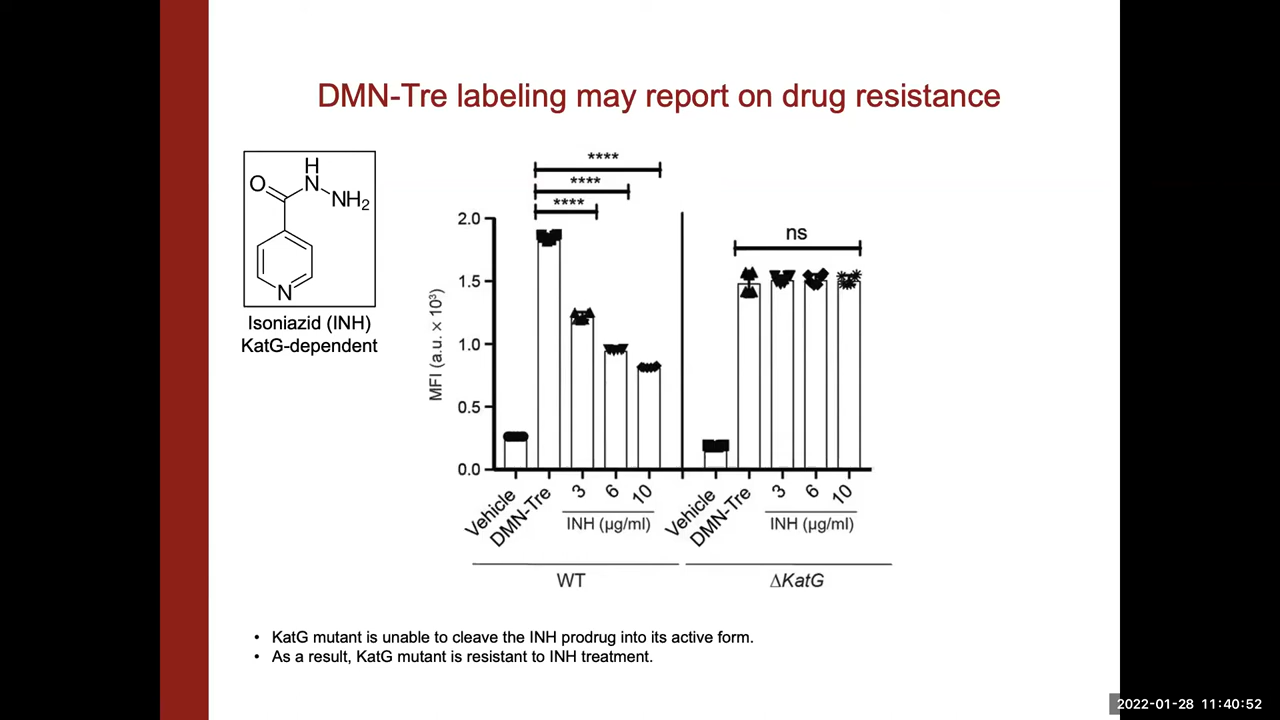 DMN-Tre labeling may report on drug resistance
H
O
N
NH₂
N
Isoniazid (INH)
KatG-dependent
****
****
****
ns
2.0
1.5
1.0
0.5
0.0
MFI (a.u. × 10³)
Vehicle
DMN-Tre
3
6
10
INH (µg/ml)
WT
Vehicle
DMN-Tre
3
6
10
INH (µg/ml)
ΔKatG
• KatG mutant is unable to cleave the INH prodrug into its active form.
• As a result, KatG mutant is resistant to INH treatment.
2022-01-28 11:40:52